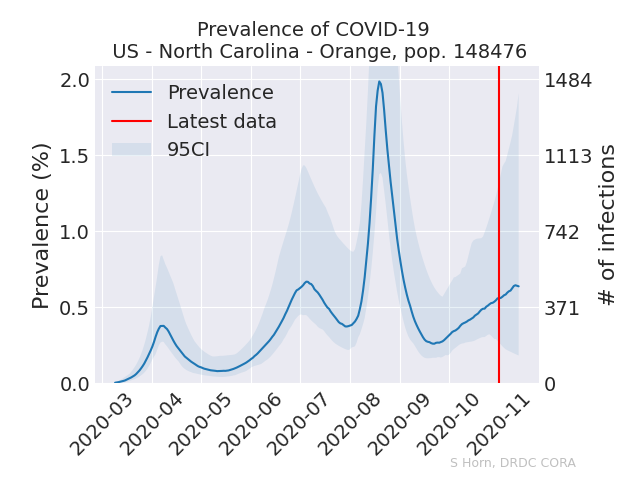 Prevalence of COVID-19
US - North Carolina - Orange, pop. 148476
Prevalence
Latest data
95CI
Prevalence (%)
2.0
1.5
1.0
0.5
0.0
1484
1113
742
371
0
# of infections
2020-03
2020-04
2020-05
2020-06
2020-07
2020-08
2020-09
2020-10
2020-11
S Horn, DRDC CORA